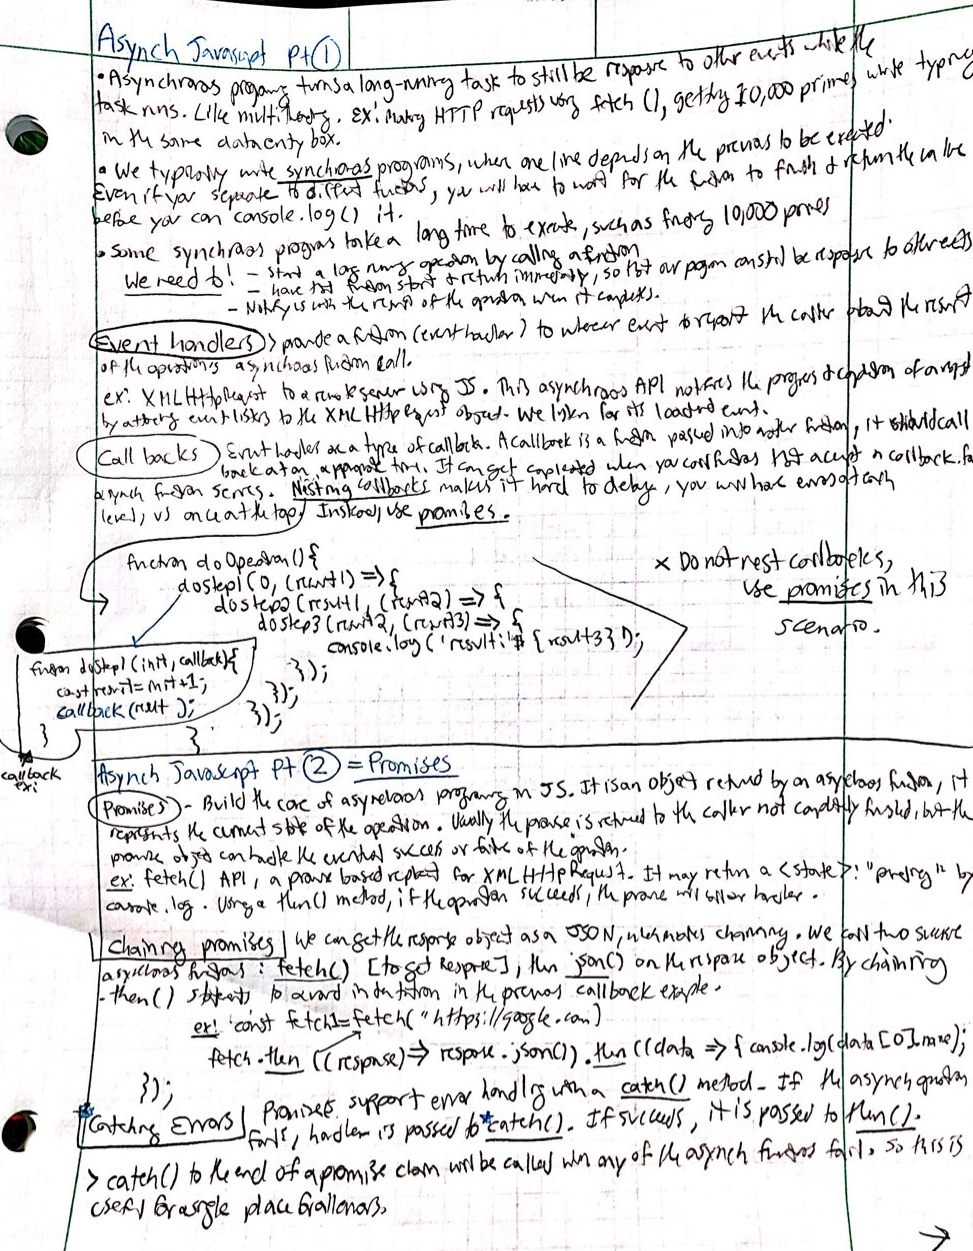 Asynch Javascript Pt ①
• Asynchronous turns a long-running task to still be response to other events while the
task runs. Like multi ex: making HTTP requests using fetch (), getting 10,000 primes while typing
in the same data entry box.
• We typically write synchronous programs, where one line depends on the previous to be executed.
Even if you separate to different functions, you will have to wait for the function to finish & return the value
before you can console.log() it.
• Some synchronous programs take a long time to execute, such as finding 10,000 primes
We need to! - start a long running operation by calling a function
- have that function start & return immediately, so that our program can still be response to other events
- Notify us with the result of the operation when it completes.
Event handlers > provide a function (event handler) to whatever event to report the caller about the result
of the operation's asynchronous function call.
ex: XML Http Request to a remote server using JS. This asynchronous API notifies the progress & completion of a request
by attaching event listeners to the XML Http Request object. We listen for its loadend event.
Call backs Event handlers are a type of callback. A callback is a function passed into another function, it should call
back at an appropriate time. It can get complicated when you call functions that accept a callback. for
asynch function series. Nesting callbacks makes it hard to debug, you will have errors at each
level, vs once at the top. Instead, use promises.
function doOperation() {
doStep1 (0, (result1) => {
doStep2 (result1, (result2) => {
doStep3 (result2, (result3) => {
console.log ('result:' ${result3});
});
});
});
}
× Do not nest callbacks,
use promises in this
scenario.
function doStep1 (init, callback) {
const result = init + 1;
callback (result);
}
callback
ex:
Asynch Javascript Pt ② = Promises
Promises - Build the core of asynchronous programming in JS. It is an object returned by an asynchronous function, it
represents the current state of the operation. Usually the promise is returned to the caller not completely finished, but the
promise object can handle the eventual success or failure of the operation.
ex: fetch() API, a promise based replacement for XML Http Request. It may return a <state>: "pending" by
console.log. Using a then() method, if the operation succeeds, the promise will handler.
Chaining promises We can get the response object as a JSON, which makes chaining. We call two
asynchronous functions: fetch() [to get Response], then json() on the response object. By chaining
.then() to avoid indentation in the previous callback example.
ex: const fetch1 = fetch("https://google.com)
fetch.then ((response) => response.json()).then ((data => { console.log(data[0].name);
});
* Catching Errors Promises support error handling with a catch() method. If the asynch operation
fails, handler is passed to *catch(). If succeeds, it is passed to then().
> catch() to the end of a promise chain will be called when any of the asynch functions fail. So this is
useful for a single place for all errors.
→